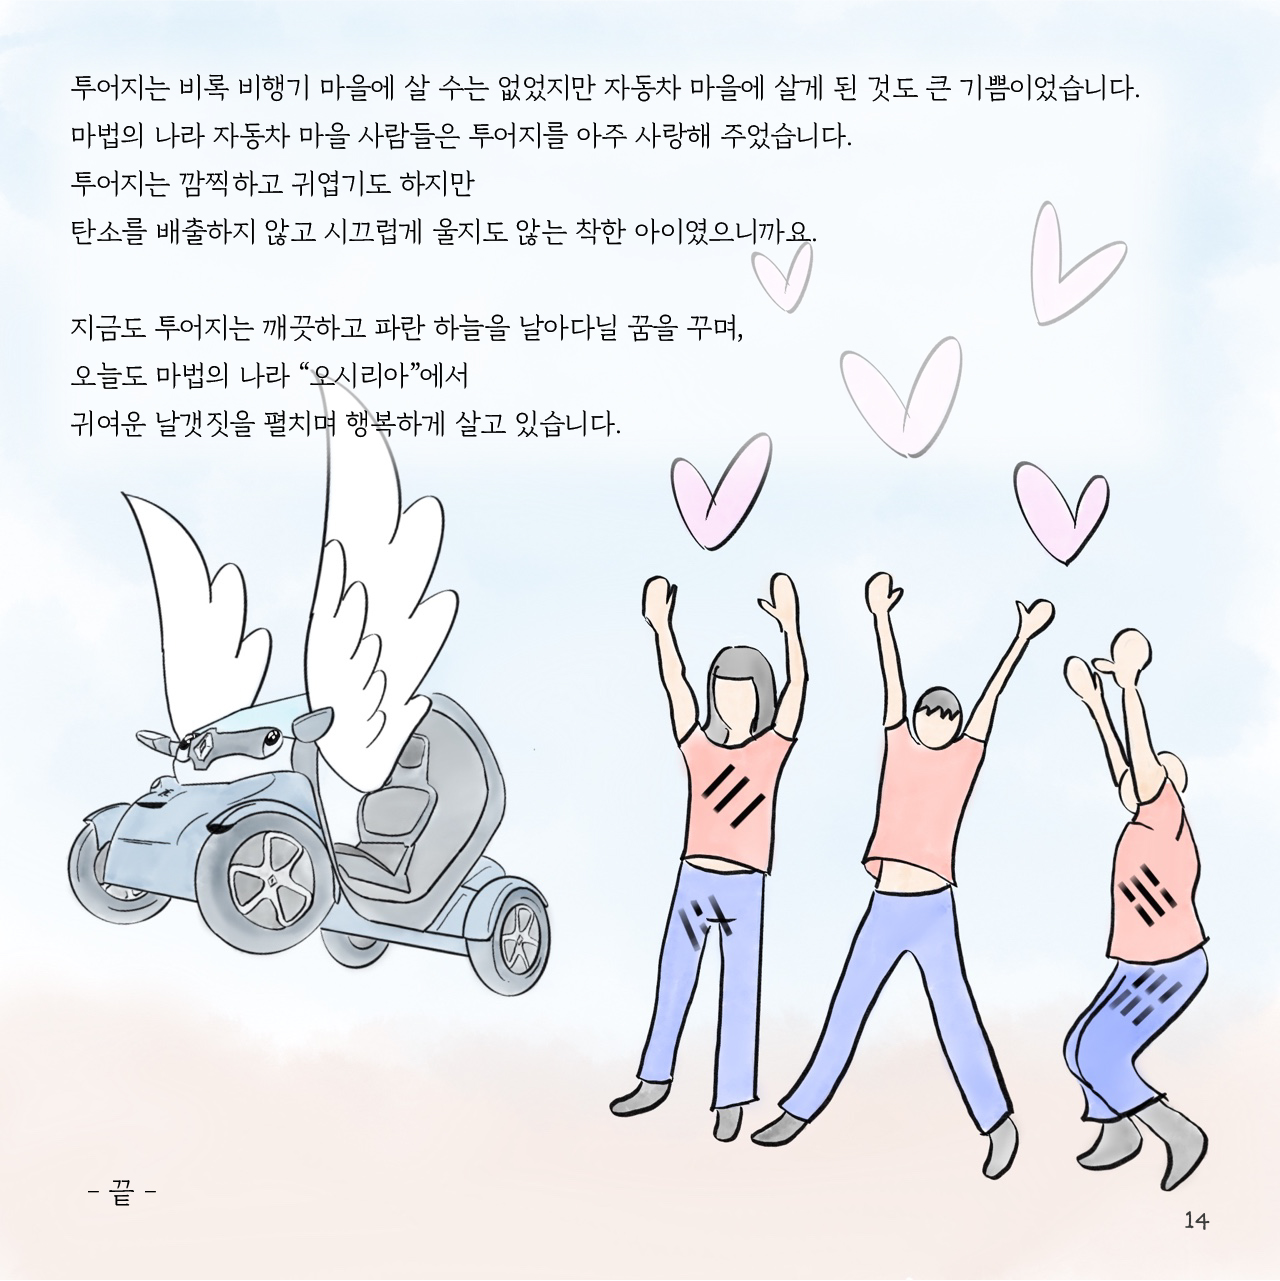 투어지는 비록 비행기 마을에 살 수는 없었지만 자동차 마을에 살게 된 것도 큰 기쁨이었습니다.
마법의 나라 자동차 마을 사람들은 투어지를 아주 사랑해 주었습니다.
투어지는 깜찍하고 귀엽기도 하지만
탄소를 배출하지 않고 시끄럽게 울지도 않는 착한 아이였으니까요.
지금도 투어지는 깨끗하고 파란 하늘을 날아다닐 꿈을 꾸며,
오늘도 마법의 나라 “오시리아”에서
귀여운 날갯짓을 펼치며 행복하게 살고 있습니다.
- 끝 -
14